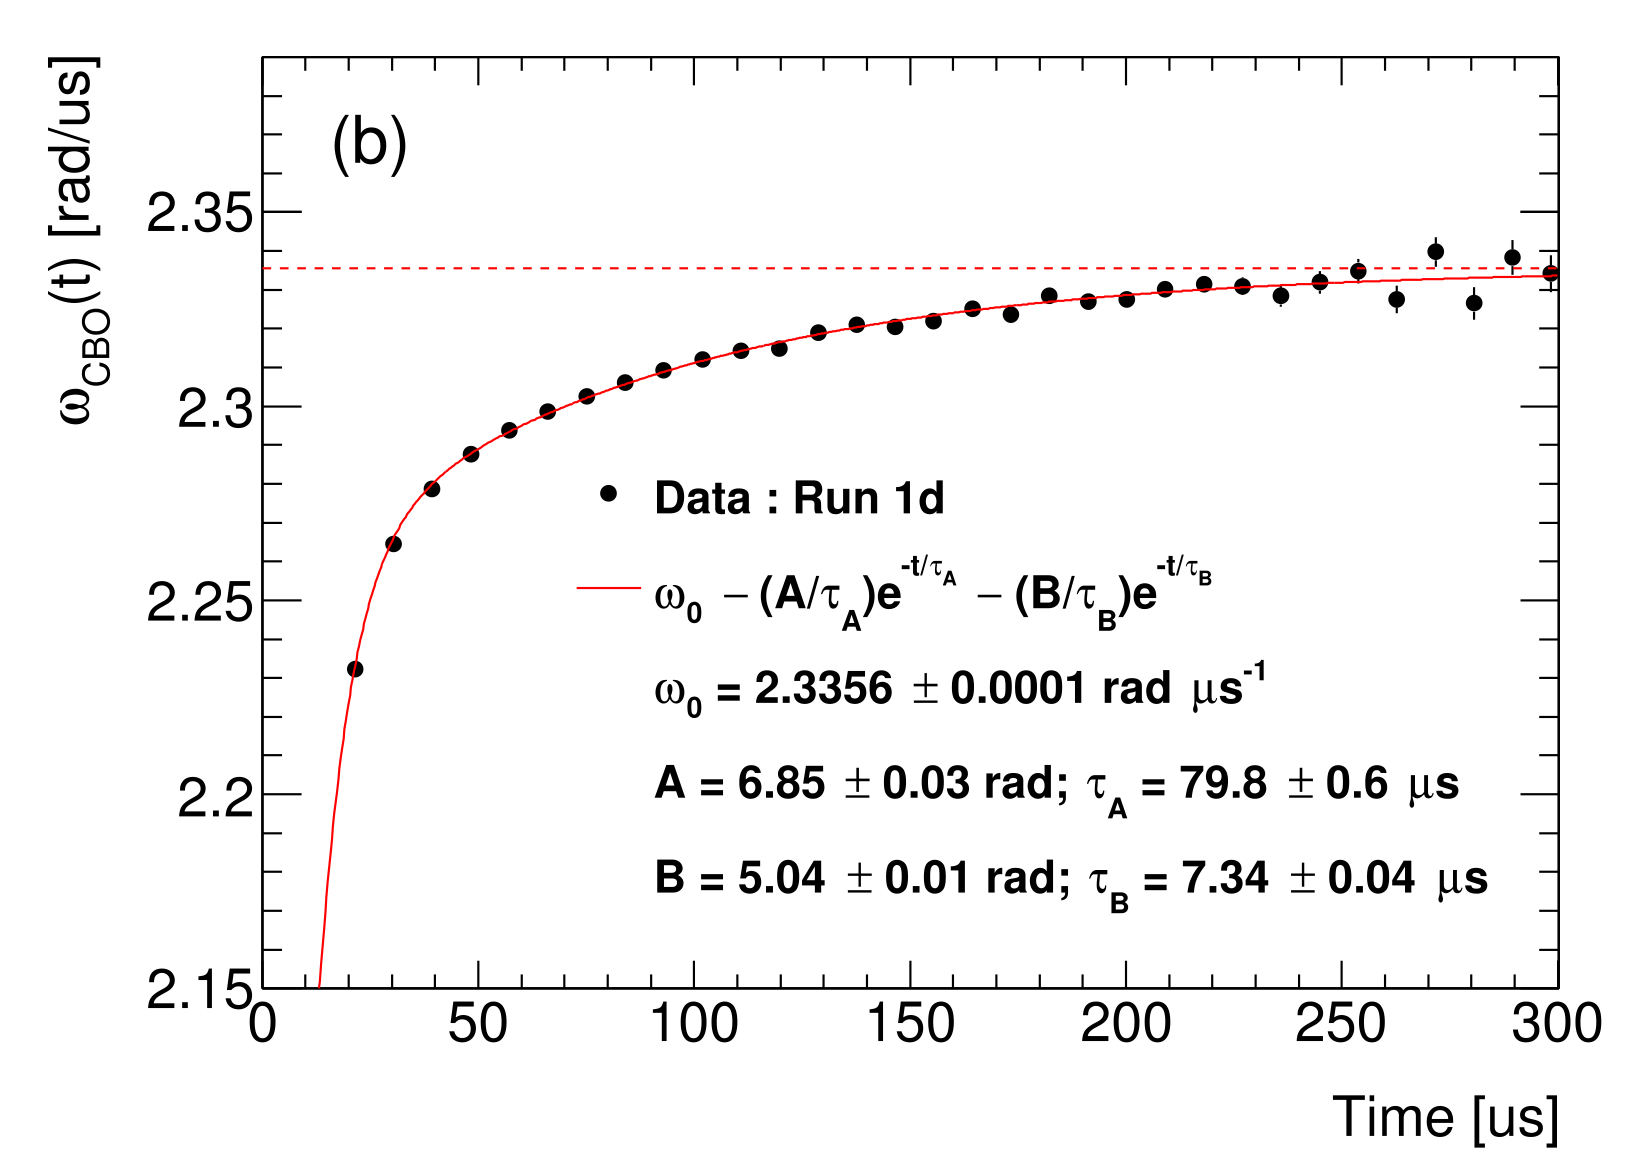 ω_CBO(t) [rad/us]
(b)
2.35
2.3
2.25
2.2
2.15
Data : Run 1d
ω₀ − (A/τ_A)e^(-t/τ_A) − (B/τ_B)e^(-t/τ_B)
ω₀ = 2.3356 ± 0.0001 rad μs⁻¹
A = 6.85 ± 0.03 rad; τ_A = 79.8 ± 0.6 μs
B = 5.04 ± 0.01 rad; τ_B = 7.34 ± 0.04 μs
0 50 100 150 200 250 300
Time [us]